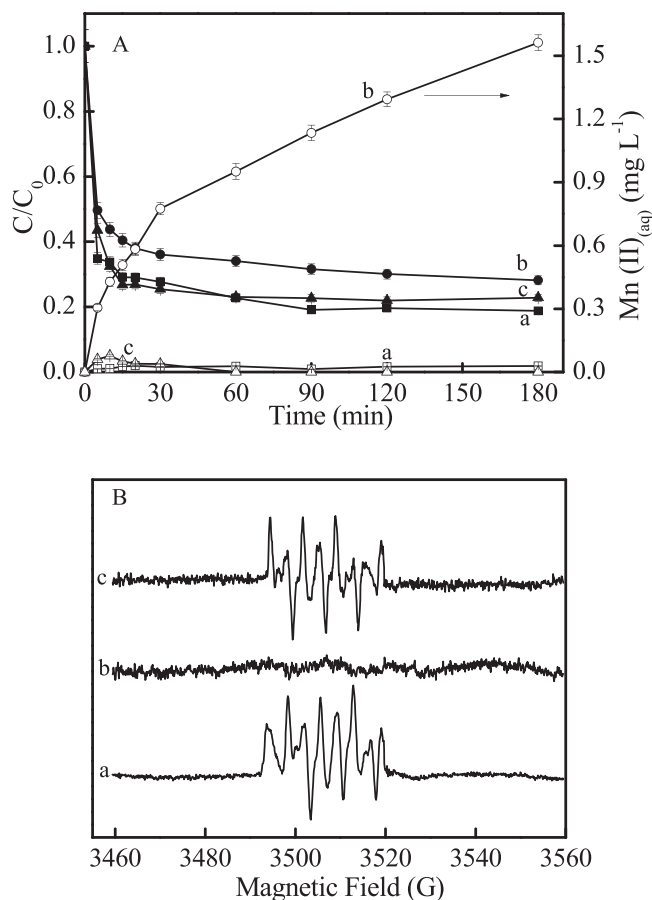 A
1.0
0.8
0.6
0.4
0.2
0.0
C/C0
1.5
1.2
0.9
0.6
0.3
0.0
Mn (II)(aq) (mg L-1)
b
b
c
a
c
a
0 30 60 90 120 150 180
Time (min)
B
c
b
a
3460 3480 3500 3520 3540 3560
Magnetic Field (G)